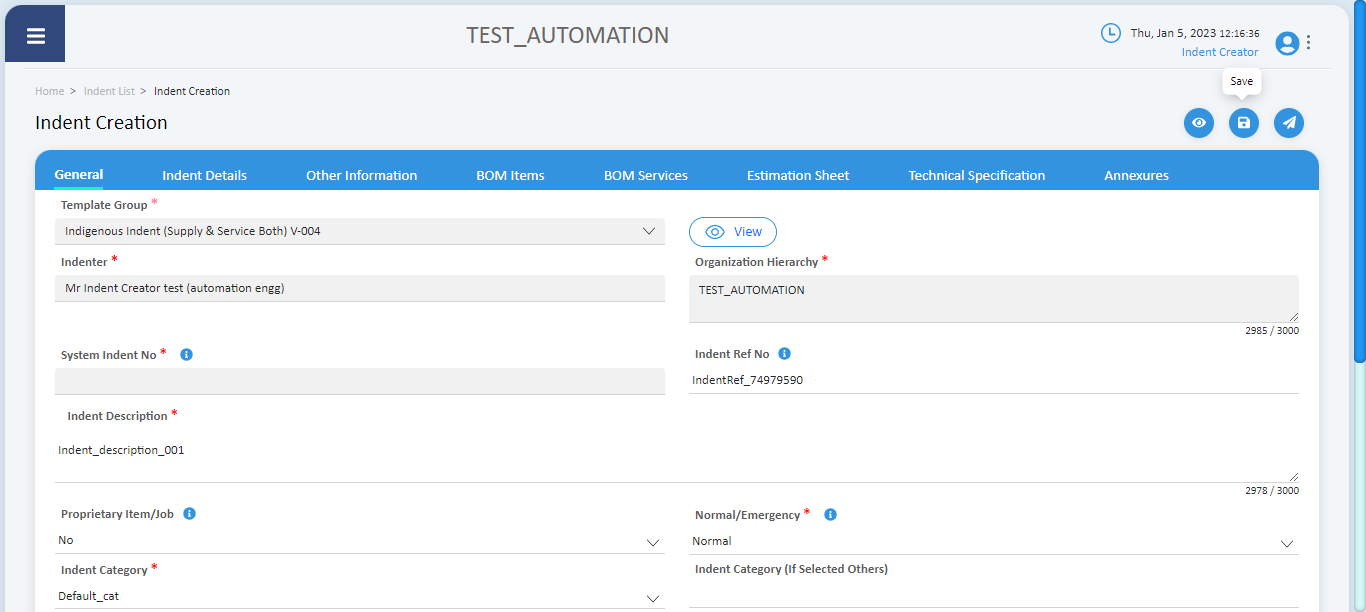 TEST_AUTOMATION
Thu, Jan 5, 2023 12:16:36
Indent Creator
Home > Indent List > Indent Creation
Save
Indent Creation
General Indent Details Other Information BOM Items BOM Services Estimation Sheet Technical Specification Annexures
Template Group *
Indigenous Indent (Supply & Service Both) V-004
View
Indenter *
Organization Hierarchy *
Mr Indent Creator test (automation engg)
TEST_AUTOMATION
2985 / 3000
System Indent No *
Indent Ref No
IndentRef_74979590
Indent Description *
Indent_description_001
2978 / 3000
Proprietary Item/Job
Normal/Emergency *
No
Normal
Indent Category *
Indent Category (If Selected Others)
Default_cat